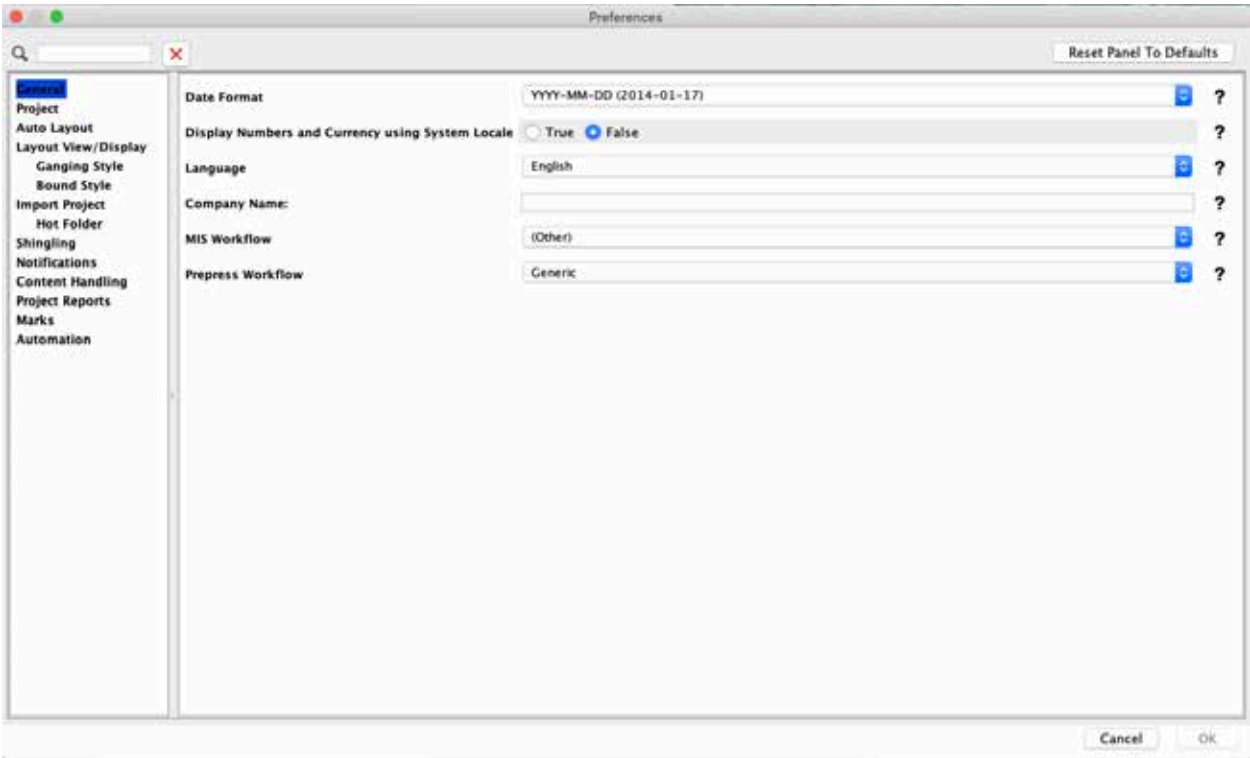 Preferences
Reset Panel To Defaults
General
Project
Auto Layout
Layout View/Display
Ganging Style
Bound Style
Import Project
Hot Folder
Shingling
Notifications
Content Handling
Project Reports
Marks
Automation
Date Format YYYY-MM-DD (2014-01-17) ?
Display Numbers and Currency using System Locale True False ?
Language English ?
Company Name: ?
MIS Workflow (Other) ?
Prepress Workflow Generic ?
Cancel OK